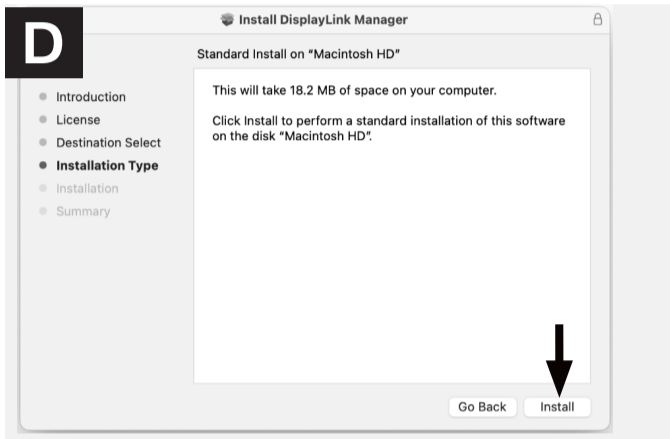 D
Install DisplayLink Manager
Standard Install on “Macintosh HD”
Introduction
License
Destination Select
Installation Type
Installation
Summary
This will take 18.2 MB of space on your computer.
Click Install to perform a standard installation of this software
on the disk “Macintosh HD”.
Go Back
Install